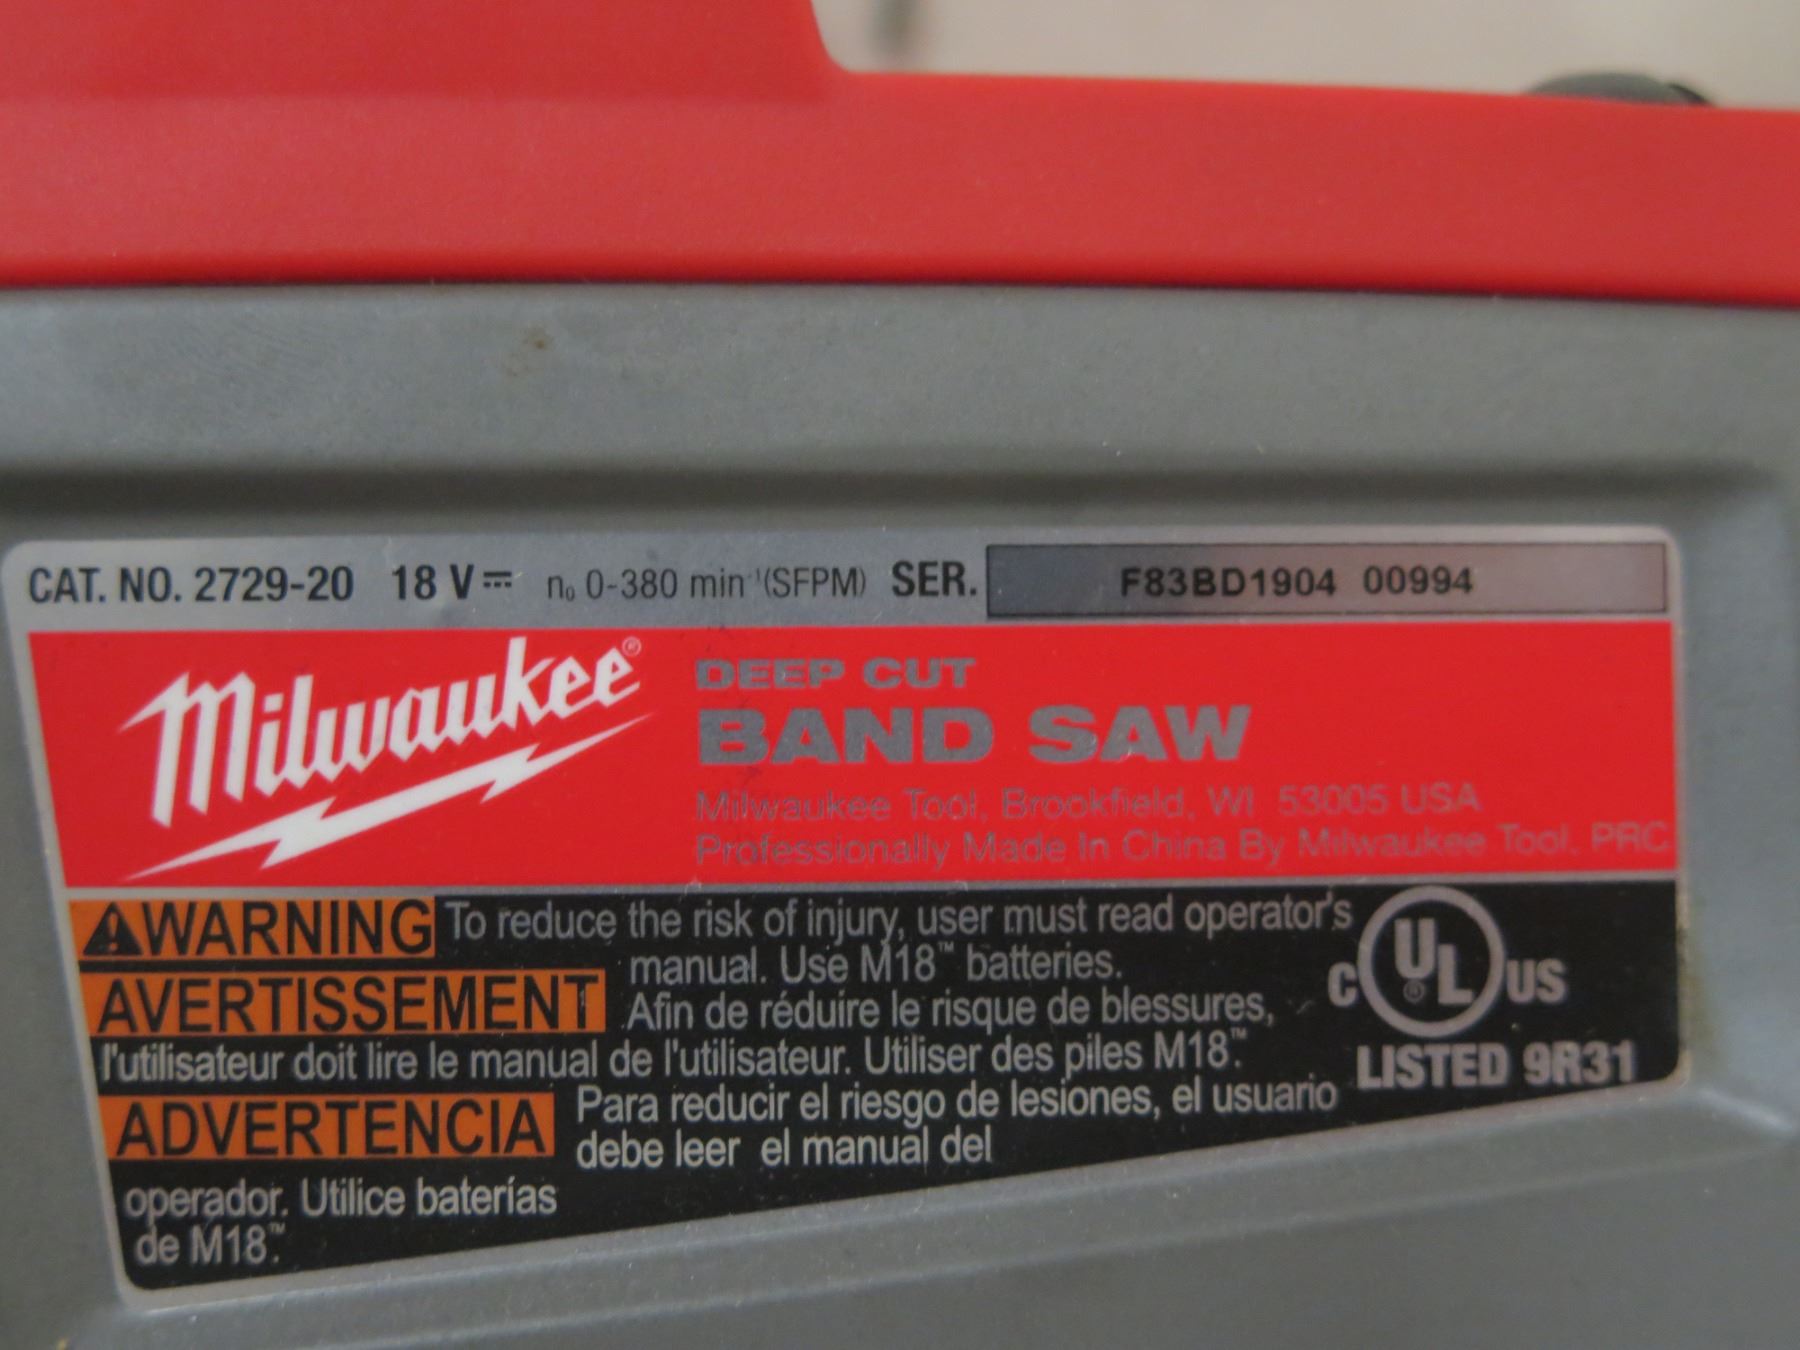 CAT. NO. 2729-20 18 V⎓ n₀ 0-380 min⁻¹(SFPM) SER. F83BD1904 00994
Milwaukee®
DEEP CUT
BAND SAW
Milwaukee Tool, Brookfield, WI 53005 USA
Professionally Made In China By Milwaukee Tool, PRC
⚠WARNING To reduce the risk of injury, user must read operator's
manual. Use M18™ batteries.
AVERTISSEMENT Afin de réduire le risque de blessures,
l'utilisateur doit lire le manual de l'utilisateur. Utiliser des piles M18™.
ADVERTENCIA Para reducir el riesgo de lesiones, el usuario
debe leer el manual del
operador. Utilice baterías
de M18™.
C UL® US
LISTED 9R31